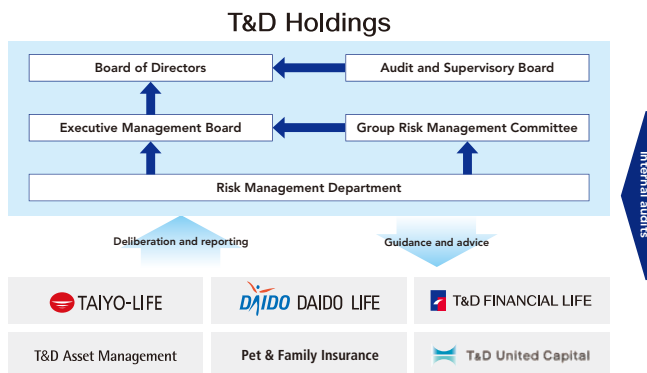 T&D Holdings
Board of Directors
Audit and Supervisory Board
Executive Management Board
Group Risk Management Committee
Risk Management Department
Internal audits
Deliberation and reporting
Guidance and advice
TAIYO-LIFE
DAIDO DAIDO LIFE
T&D FINANCIAL LIFE
T&D Asset Management
Pet & Family Insurance
T&D United Capital